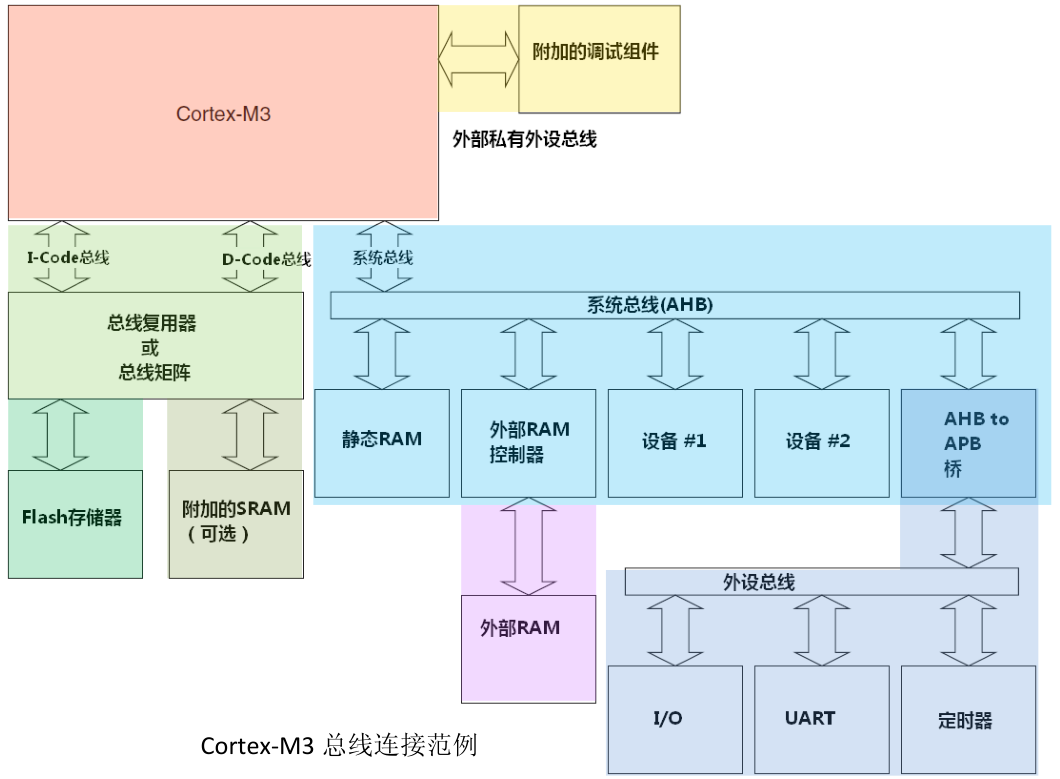 Cortex-M3
附加的调试组件
外部私有外设总线
I-Code总线
D-Code总线
系统总线
系统总线(AHB)
总线复用器
或
总线矩阵
静态RAM
外部RAM
控制器
设备 #1
设备 #2
AHB to
APB
桥
Flash存储器
附加的SRAM
（可选）
外设总线
外部RAM
I/O
UART
定时器
Cortex-M3 总线连接范例